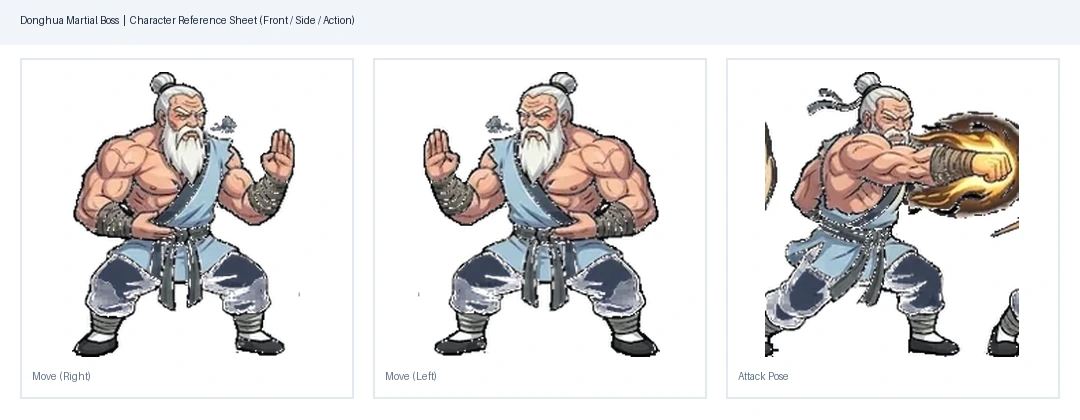 Donghua Martial Boss | Character Reference Sheet (Front / Side / Action)
Move (Right)
Move (Left)
Attack Pose